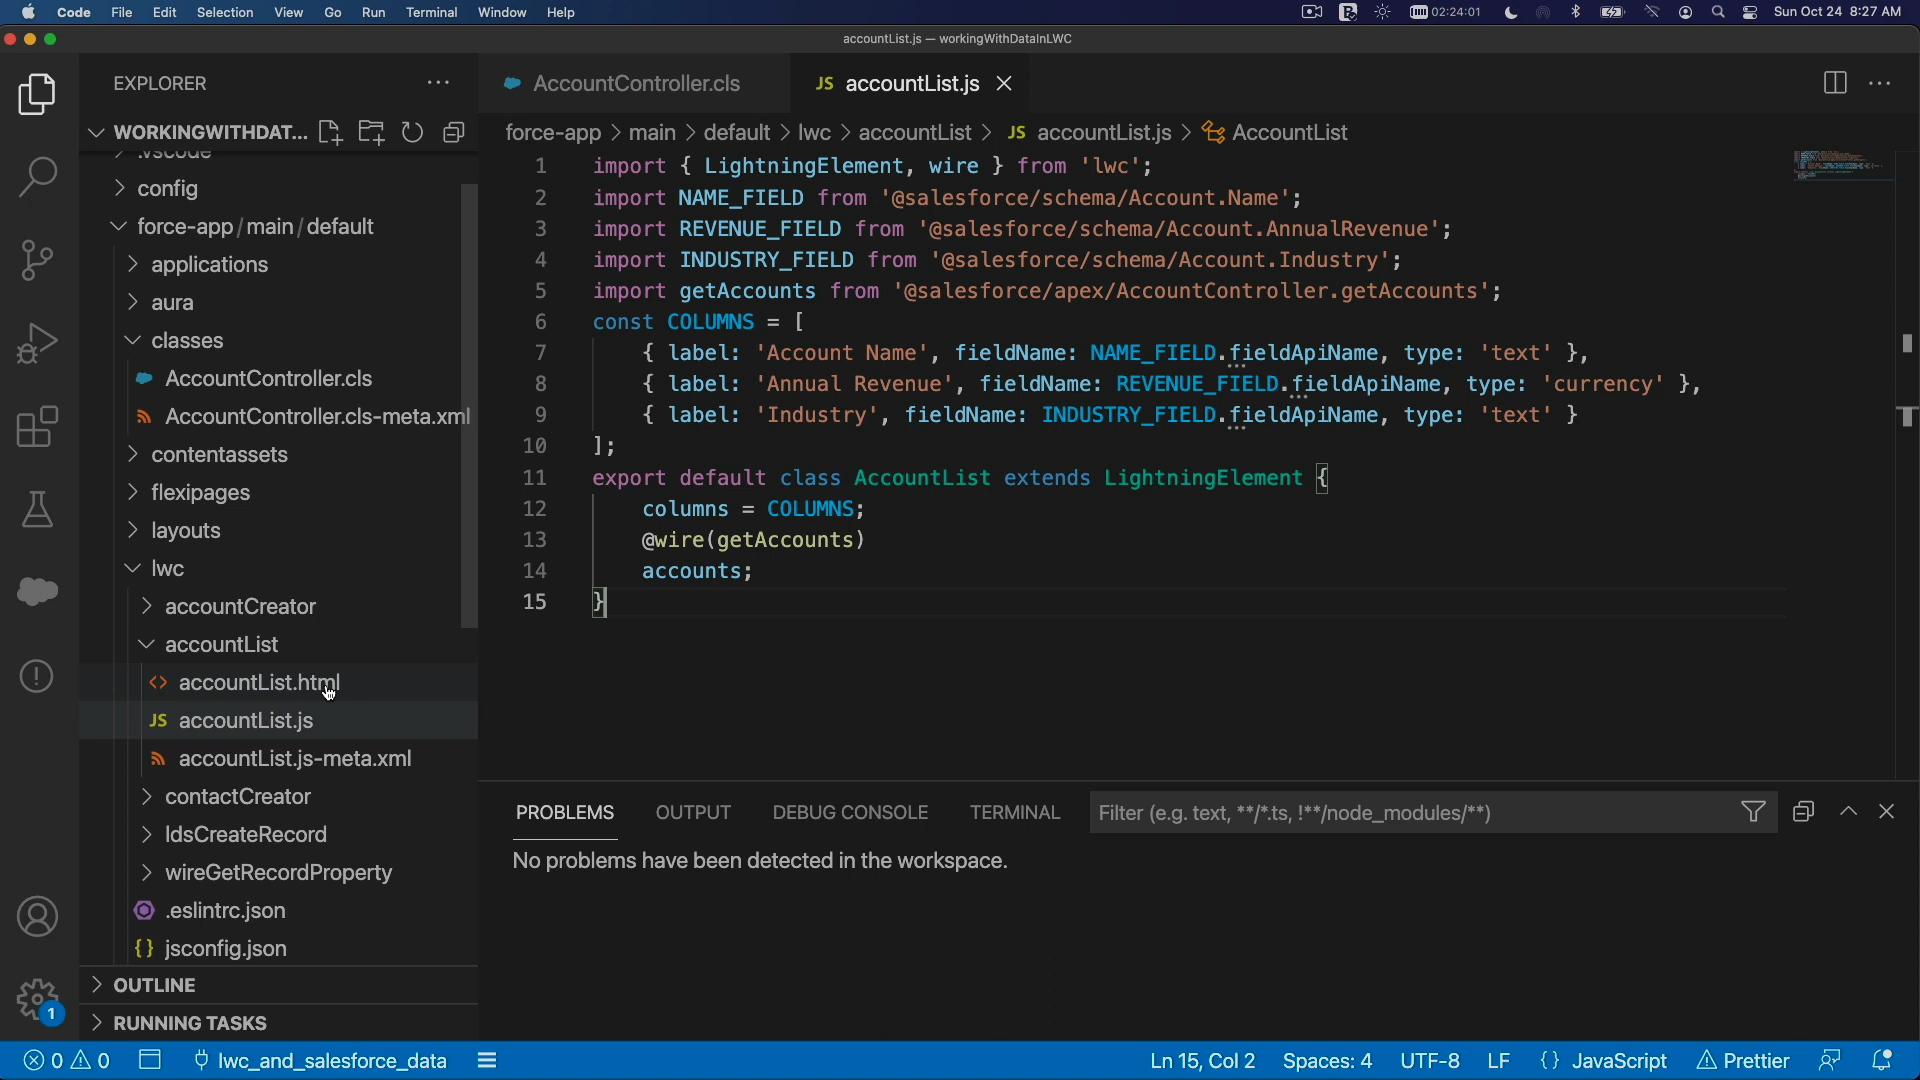 Code File Edit Selection View Go Run Terminal Window Help 02:24:01 Sun Oct 24 8:27 AM
accountList.js — workingWithDataInLWC
EXPLORER
AccountController.cls JS accountList.js
WORKINGWITHDAT...
force-app > main > default > lwc > accountList > JS accountList.js > AccountList
.vscode
config
force-app / main / default
applications
aura
classes
AccountController.cls
AccountController.cls-meta.xml
contentassets
flexipages
layouts
lwc
accountCreator
accountList
<> accountList.html
JS accountList.js
accountList.js-meta.xml
contactCreator
ldsCreateRecord
wireGetRecordProperty
.eslintrc.json
{} jsconfig.json
OUTLINE
RUNNING TASKS
1 import { LightningElement, wire } from 'lwc';
2 import NAME_FIELD from '@salesforce/schema/Account.Name';
3 import REVENUE_FIELD from '@salesforce/schema/Account.AnnualRevenue';
4 import INDUSTRY_FIELD from '@salesforce/schema/Account.Industry';
5 import getAccounts from '@salesforce/apex/AccountController.getAccounts';
6 const COLUMNS = [
7 { label: 'Account Name', fieldName: NAME_FIELD.fieldApiName, type: 'text' },
8 { label: 'Annual Revenue', fieldName: REVENUE_FIELD.fieldApiName, type: 'currency' },
9 { label: 'Industry', fieldName: INDUSTRY_FIELD.fieldApiName, type: 'text' }
10 ];
11 export default class AccountList extends LightningElement {
12 columns = COLUMNS;
13 @wire(getAccounts)
14 accounts;
15 }
PROBLEMS OUTPUT DEBUG CONSOLE TERMINAL Filter (e.g. text, **/*.ts, !**/node_modules/**)
No problems have been detected in the workspace.
1
0 0 lwc_and_salesforce_data Ln 15, Col 2 Spaces: 4 UTF-8 LF {} JavaScript Prettier